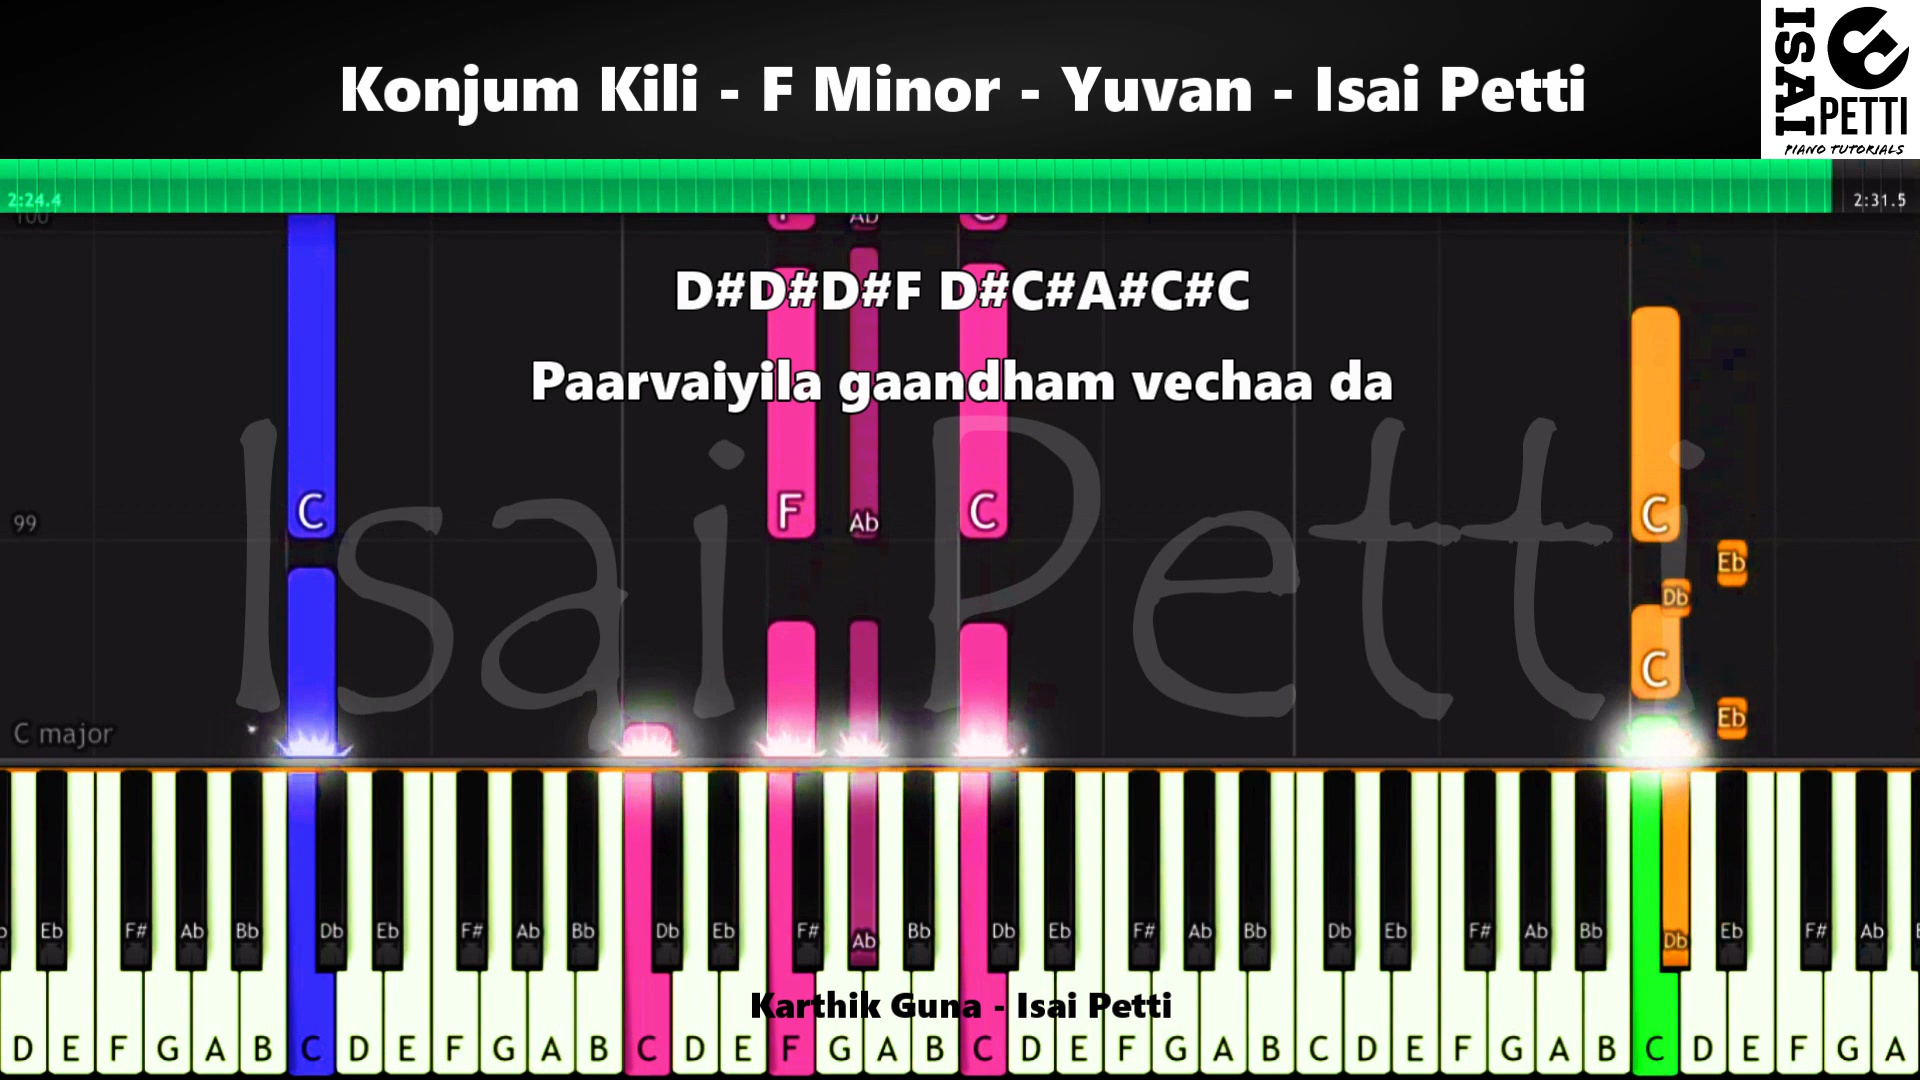 Konjum Kili - F Minor - Yuvan - Isai Petti
ISAI PETTI
PIANO TUTORIALS
2:24.4
2:31.5
100
F Ab C
D#D#D#F D#C#A#C#C
Paarvaiyila gaandham vechaa da
Isai Petti
99
C F Ab C C
Eb
Db
C
Eb
C major
Eb F# Ab Bb Db Eb F# Ab Bb Db Eb F# Ab Bb Db Eb F# Ab Bb Db Eb F# Ab Bb Db Eb F# Ab
Karthik Guna - Isai Petti
D E F G A B C D E F G A B C D E F G A B C D E F G A B C D E F G A B C D E F G A